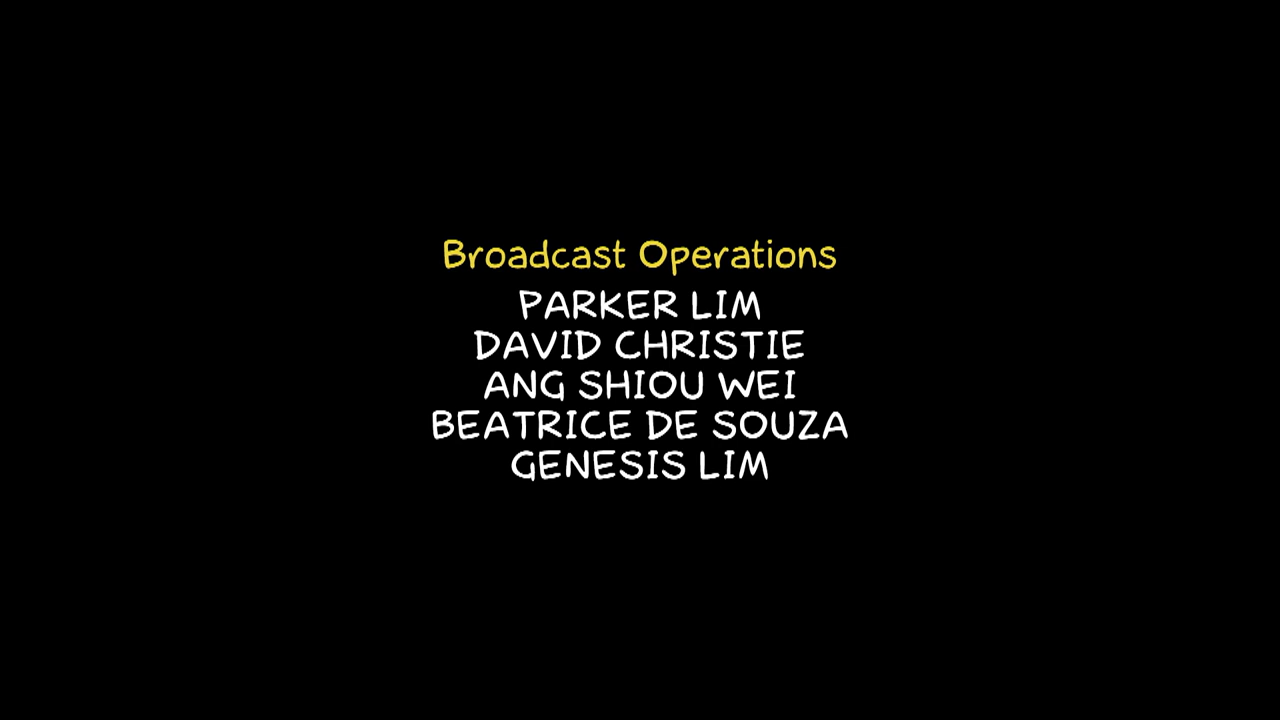 Broadcast Operations
PARKER LIM
DAVID CHRISTIE
ANG SHIOU WEI
BEATRICE DE SOUZA
GENESIS LIM